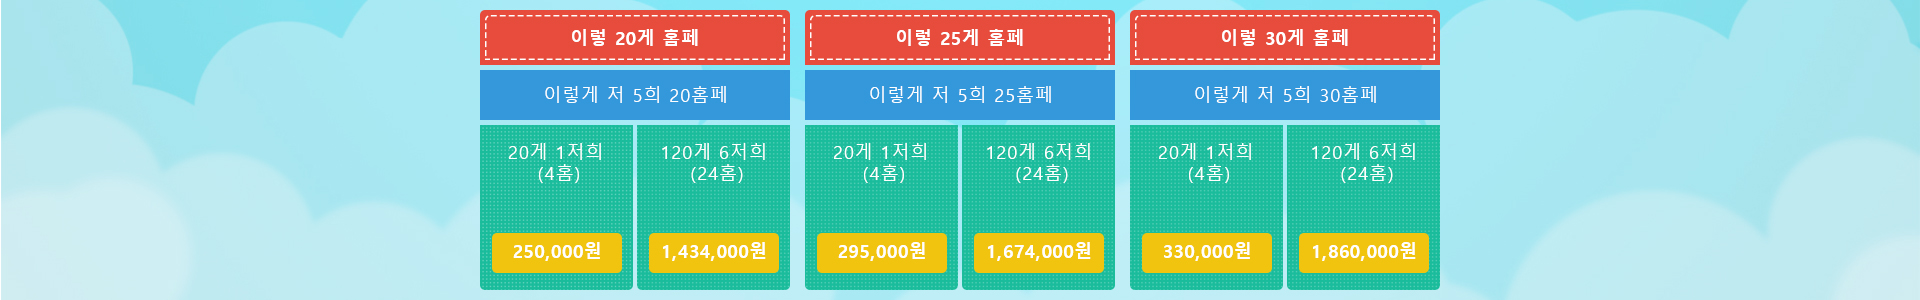 이렇 20게 홈페
이렇게 저 5희 20홈페
20게 1저희
(4홈)
250,000원
120게 6저희
(24홈)
1,434,000원
이렇 25게 홈페
이렇게 저 5희 25홈페
20게 1저희
(4홈)
295,000원
120게 6저희
(24홈)
1,674,000원
이렇 30게 홈페
이렇게 저 5희 30홈페
20게 1저희
(4홈)
330,000원
120게 6저희
(24홈)
1,860,000원